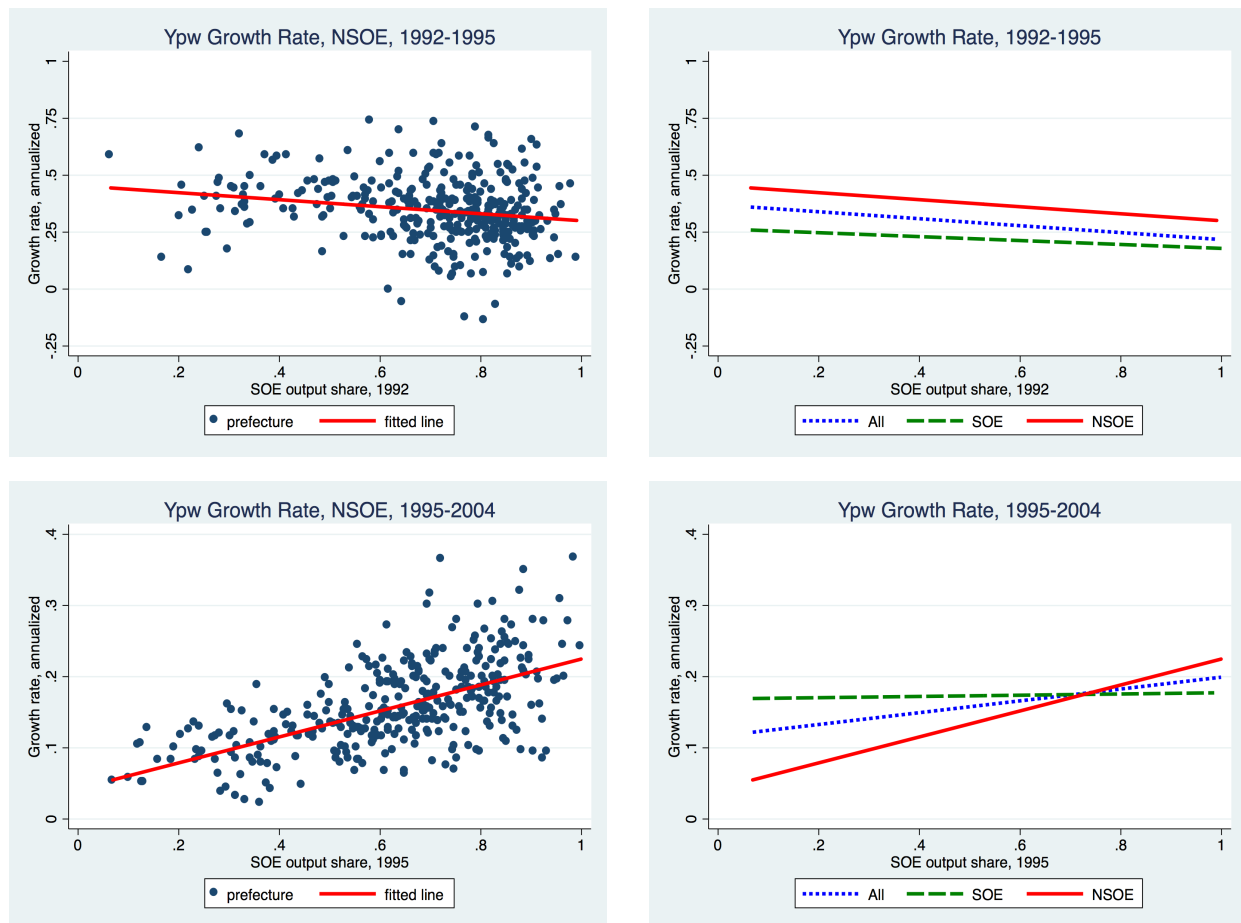 Ypw Growth Rate, NSOE, 1992-1995
Growth rate, annualized
1
.75
.5
.25
0
-.25
0 .2 .4 .6 .8 1
SOE output share, 1992
prefecture fitted line
Ypw Growth Rate, 1992-1995
Growth rate, annualized
1
.75
.5
.25
0
-.25
0 .2 .4 .6 .8 1
SOE output share, 1992
All SOE NSOE
Ypw Growth Rate, NSOE, 1995-2004
Growth rate, annualized
.4
.3
.2
.1
0
0 .2 .4 .6 .8 1
SOE output share, 1995
prefecture fitted line
Ypw Growth Rate, 1995-2004
Growth rate, annualized
.4
.3
.2
.1
0
0 .2 .4 .6 .8 1
SOE output share, 1995
All SOE NSOE